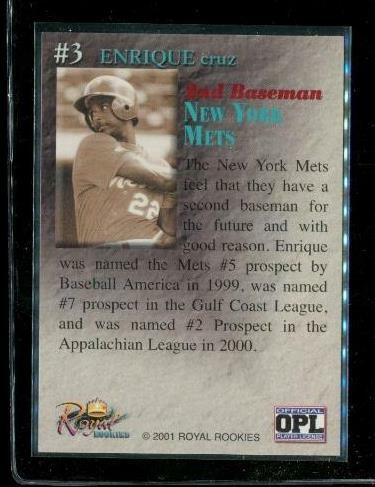 #3 ENRIQUE cruz
2nd Baseman
NEW YORK
METS
The New York Mets
feel that they have a
second baseman for
the future and with
good reason. Enrique
was named the Mets #5 prospect by
Baseball America in 1999, was named
#7 prospect in the Gulf Coast League,
and was named #2 Prospect in the
Appalachian League in 2000.
22
Royal
ROOKIES
© 2001 ROYAL ROOKIES
OFFICIAL
OPL
PLAYER LICENSE